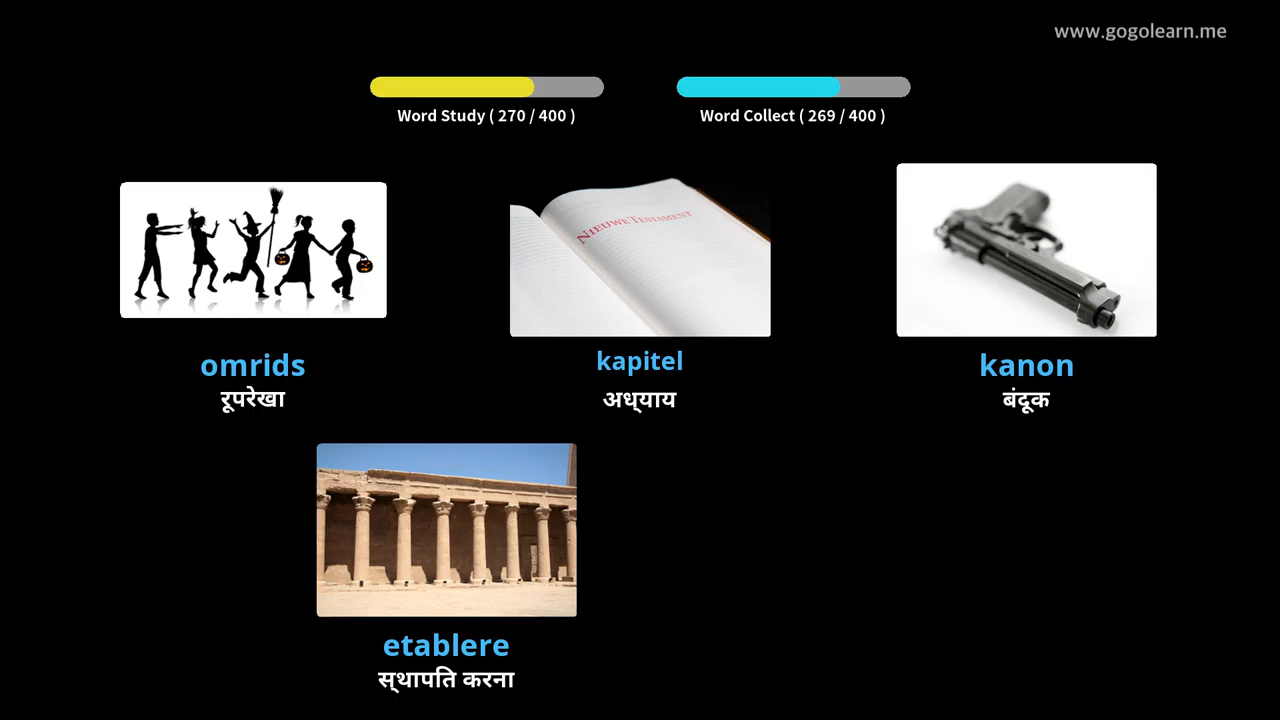 www.gogolearn.me
Word Study ( 270 / 400 )
Word Collect ( 269 / 400 )
NIEUWE TESTAMENT
omrids
रूपरेखा
kapitel
अध्याय
kanon
बंदूक
etablere
स्थापति करना